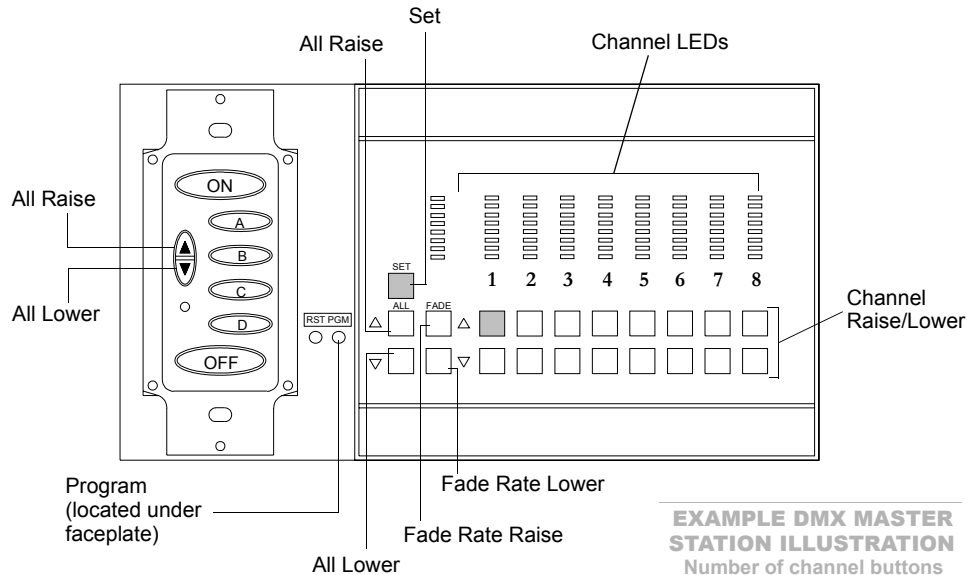 Set
All Raise
Channel LEDs
ON
All Raise
A
B
All Lower
C
D
OFF
RST PGM
SET
1 2 3 4 5 6 7 8
ALL FADE
Channel
Raise/Lower
Program
(located under
faceplate)
Fade Rate Lower
Fade Rate Raise
All Lower
EXAMPLE DMX MASTER
STATION ILLUSTRATION
Number of channel buttons